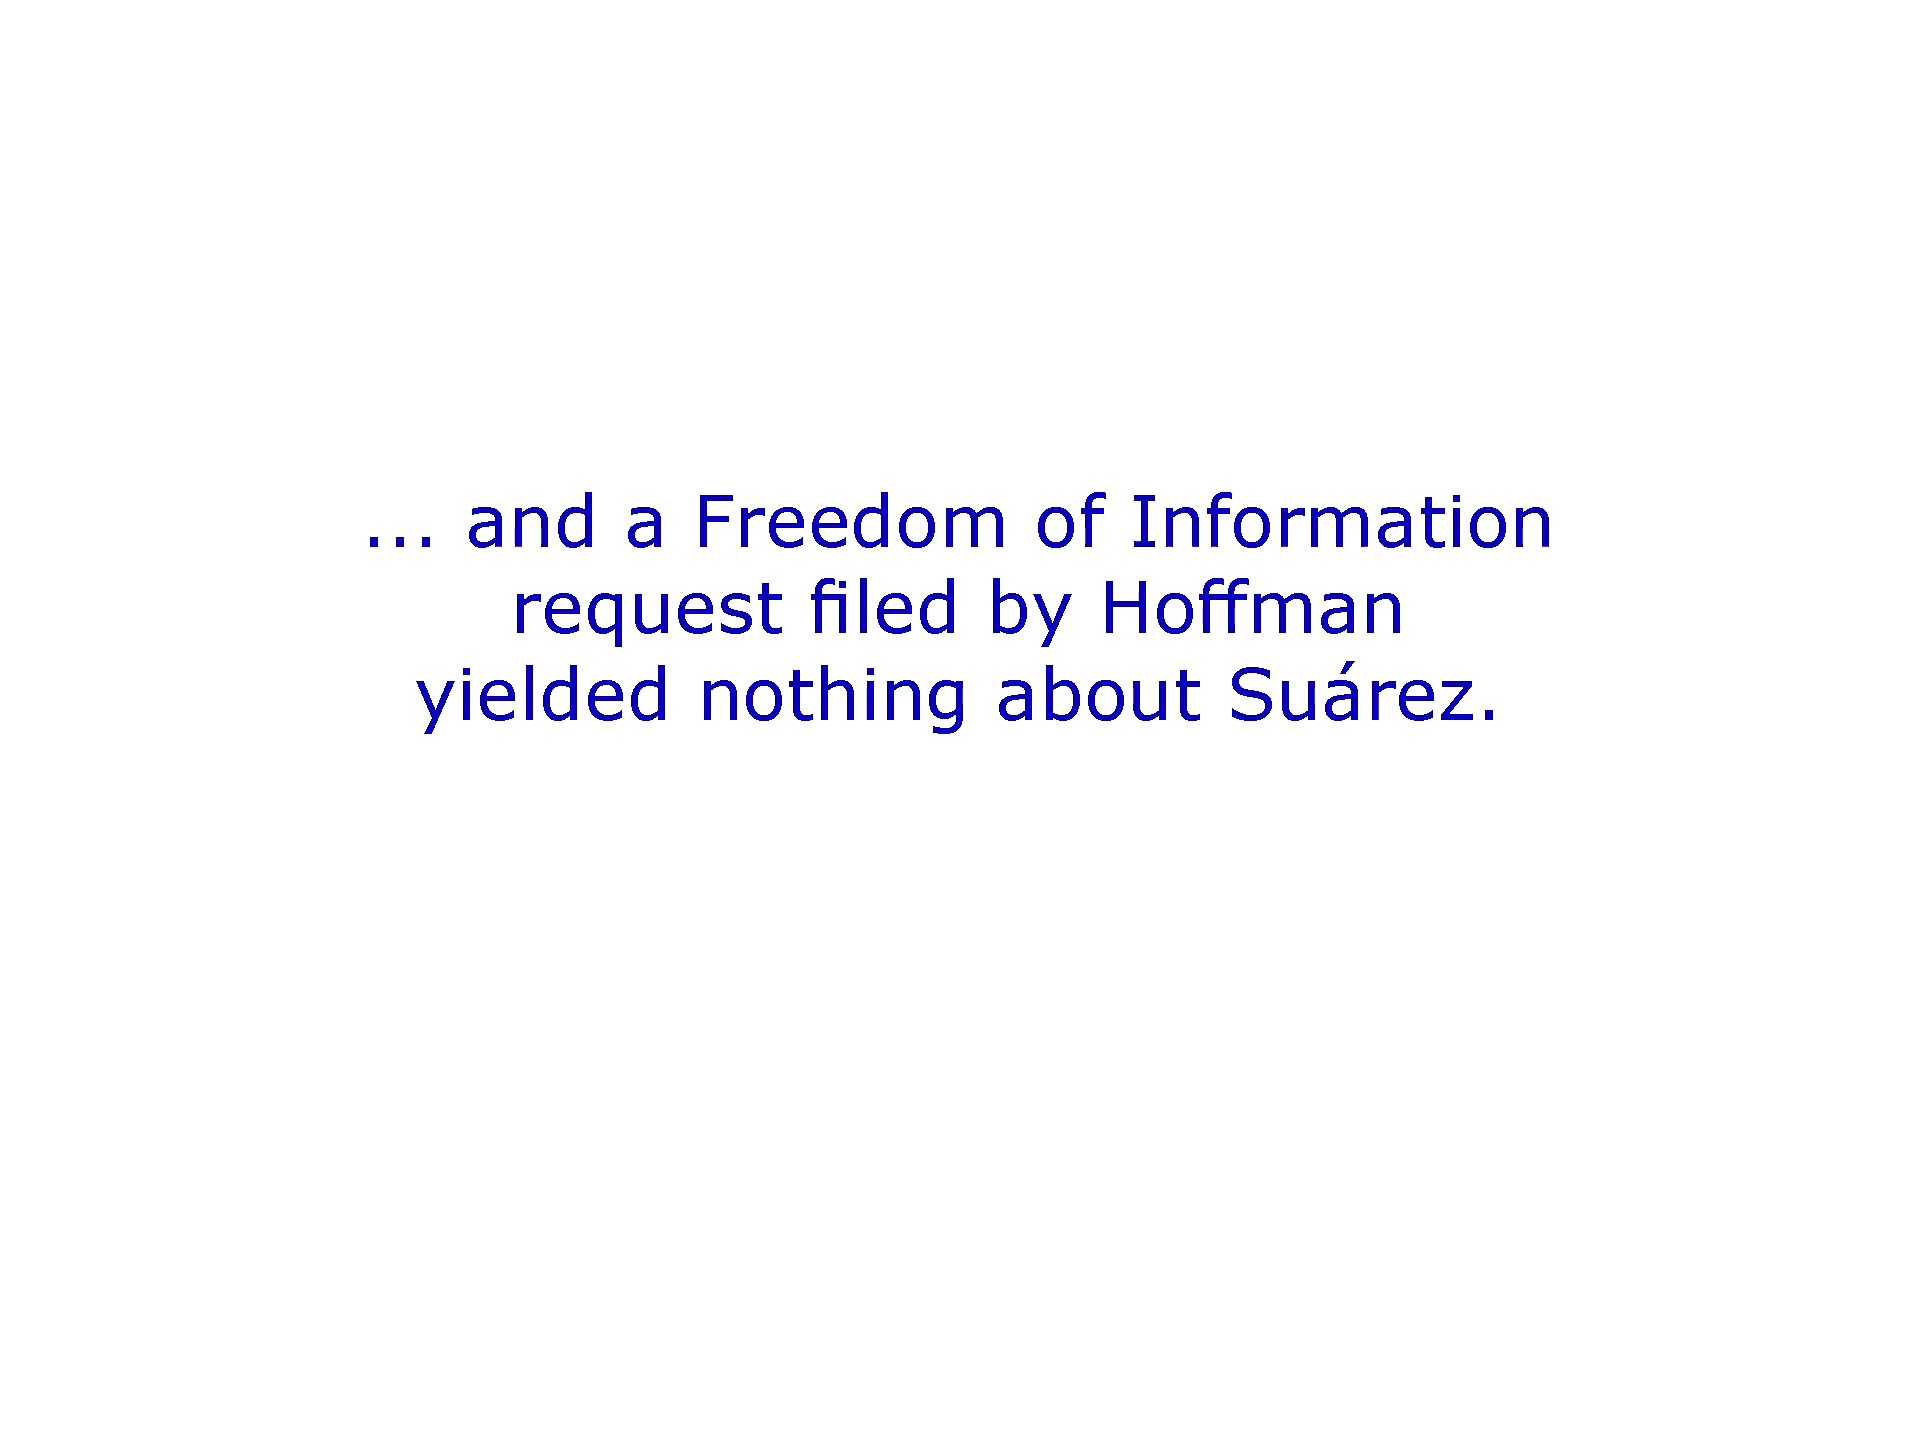 ... and a Freedom of Information
request filed by Hoffman
yielded nothing about Suárez.